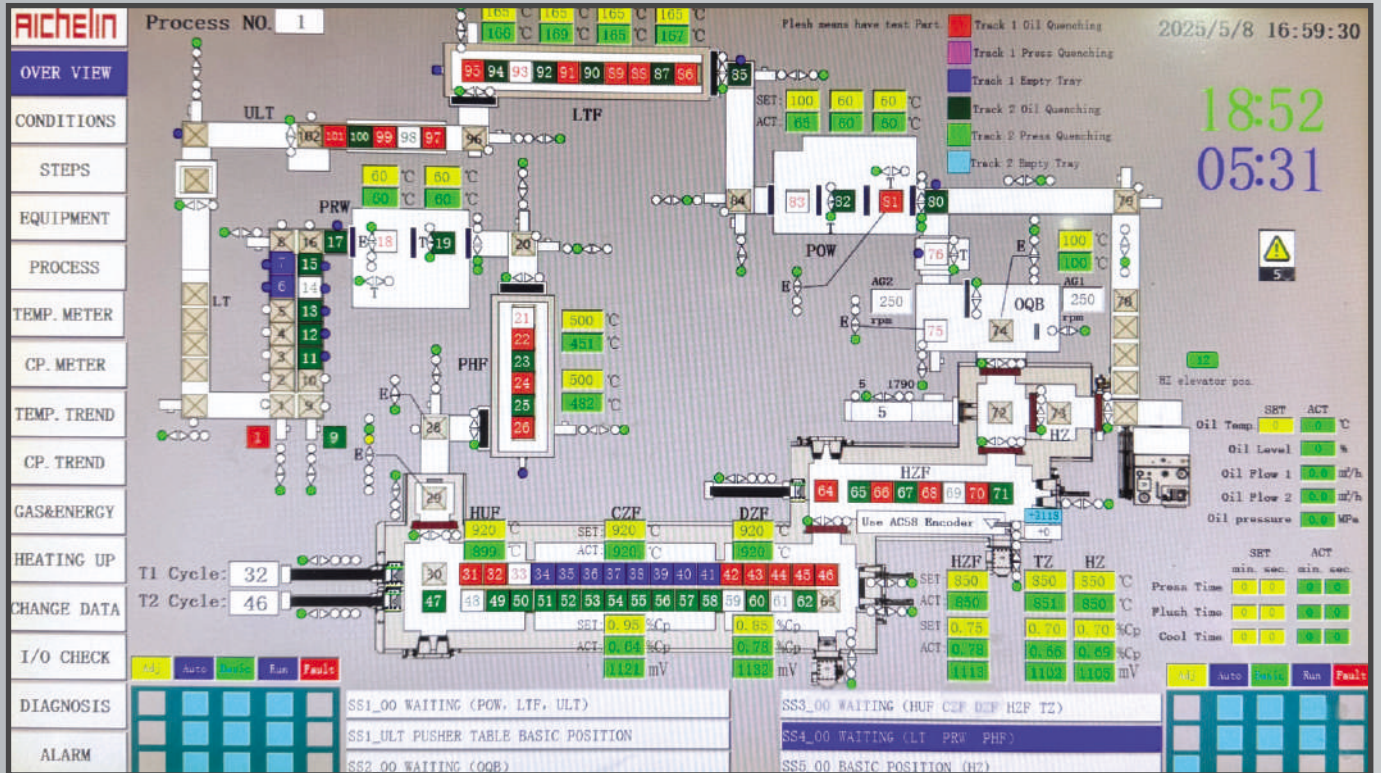 AICHELIN
Process NO. 1
165 165 165 165 ℃
166 ℃ 169 ℃ 165 ℃ 167 ℃
Flesh means have test Part.
Track 1 Oil Quenching
Track 1 Press Quenching
Track 1 Empty Tray
Track 2 Oil Quenching
Track 2 Press Quenching
Track 2 Empty Tray
2025/5/8 16:59:30
18:52
05:31
5
OVER VIEW
CONDITIONS
STEPS
EQUIPMENT
PROCESS
TEMP. METER
CP. METER
TEMP. TREND
CP. TREND
GAS&ENERGY
HEATING UP
CHANGE DATA
I/O CHECK
DIAGNOSIS
ALARM
95 94 93 92 91 90 89 88 87 86 85
LTF
ULT
102 101 100 99 98 97 96
SET: 100 60 60 ℃
ACT: 65 60 60 ℃
84 83 82 81 80 79
T T
POW
60 ℃ 60 ℃
60 ℃ 60 ℃
PRW
8 16 17 E 18 T 19 20
T
7 15
6 14
5 13
4 12
3 11
2 10
1 9
1 9
LT
21
22
23
24
25
26
PHF
500 ℃
451 ℃
500 ℃
482 ℃
76 T
E
100 ℃
100 ℃
AG2
250
rpm
OQB
AG1
250
rpm
E
E
75 74
78
5 1790
5
72 73
HZ
12
HZ elevator pos.
SET ACT
Oil Temp. 0 0 ℃
Oil Level 0 %
Oil Flow 1 0.0 m³/h
Oil Flow 2 0.0 m³/h
Oil pressure 0.0 MPa
E
28
E
29
HZF
64 65 66 67 68 69 70 71
Use AC58 Encoder
+3118
+0
HUF CZF DZF
920 ℃ SET: 920 ℃ 920 ℃
899 ℃ ACT: 920 ℃ 920 ℃
T1 Cycle: 32
T2 Cycle: 46
30 31 32 33 34 35 36 37 38 39 40 41 42 43 44 45 46
47 48 49 50 51 52 53 54 55 56 57 58 59 60 61 62 63
SET: 0.95 %Cp 0.85 %Cp
ACT: 0.64 %Cp 0.78 %Cp
1121 mV 1132 mV
HZF TZ HZ
SET 850 850 850 ℃
ACT: 850 851 850 ℃
SET: 0.75 0.70 0.70 %Cp
ACT: 0.78 0.66 0.69 %Cp
1113 1102 1105 mV
SET ACT
min. sec. min. sec.
Press Time 0 0 0 0
Flush Time 0 0 0 0
Cool Time 0 0 0 0
Adj Auto Basic Run Fault
Adj Auto Basic Run Fault
SS1_00 WAITING (POW, LTF, ULT)
SS1_ULT PUSHER TABLE BASIC POSITION
SS2_00 WAITING (OQB)
SS3_00 WAITING (HUF CZF DZF HZF TZ)
SS4_00 WAITING (LT PRW PHF)
SS5_00 BASIC POSITION (HZ)